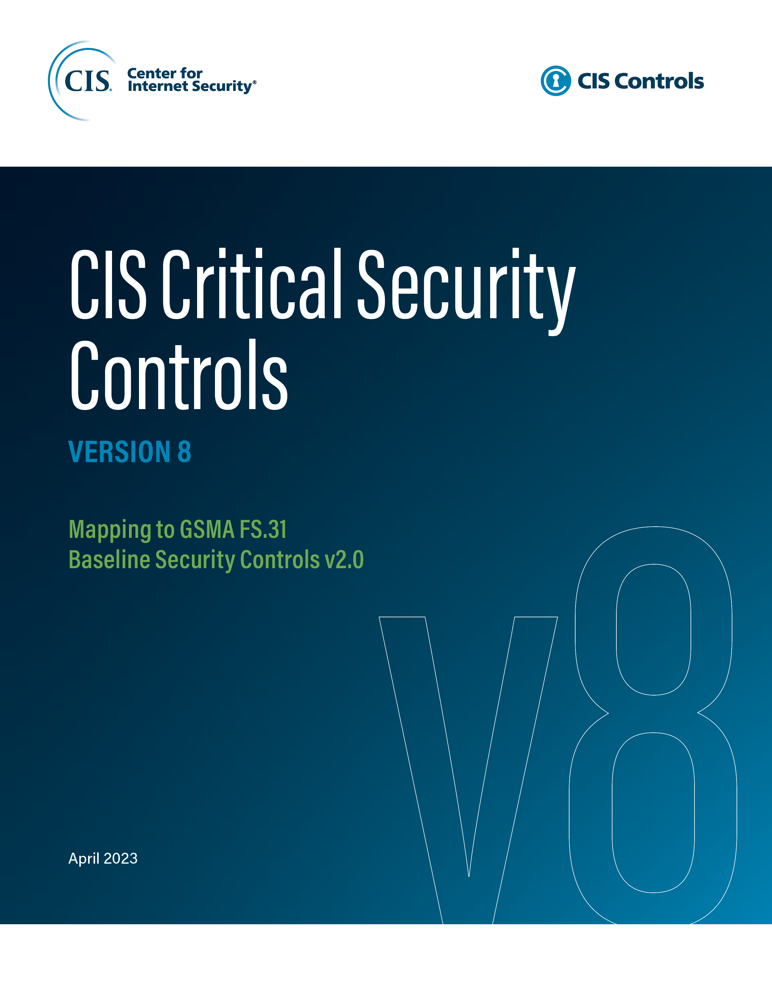 CIS®
Center for
Internet Security®
CIS Controls
CIS Critical Security
Controls
VERSION 8
Mapping to GSMA FS.31
Baseline Security Controls v2.0
v8
April 2023